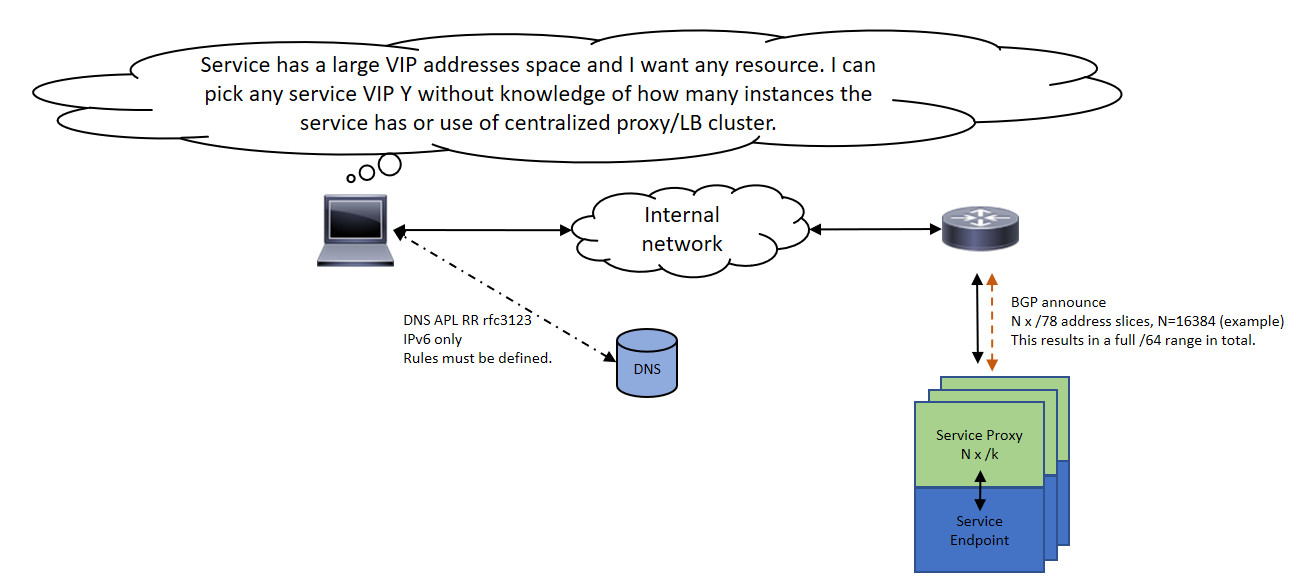 Service has a large VIP addresses space and I want any resource. I can
pick any service VIP Y without knowledge of how many instances the
service has or use of centralized proxy/LB cluster.
Internal
network
DNS APL RR rfc3123
IPv6 only
Rules must be defined.
DNS
BGP announce
N x /78 address slices, N=16384 (example)
This results in a full /64 range in total.
Service Proxy
N x /k
Service
Endpoint